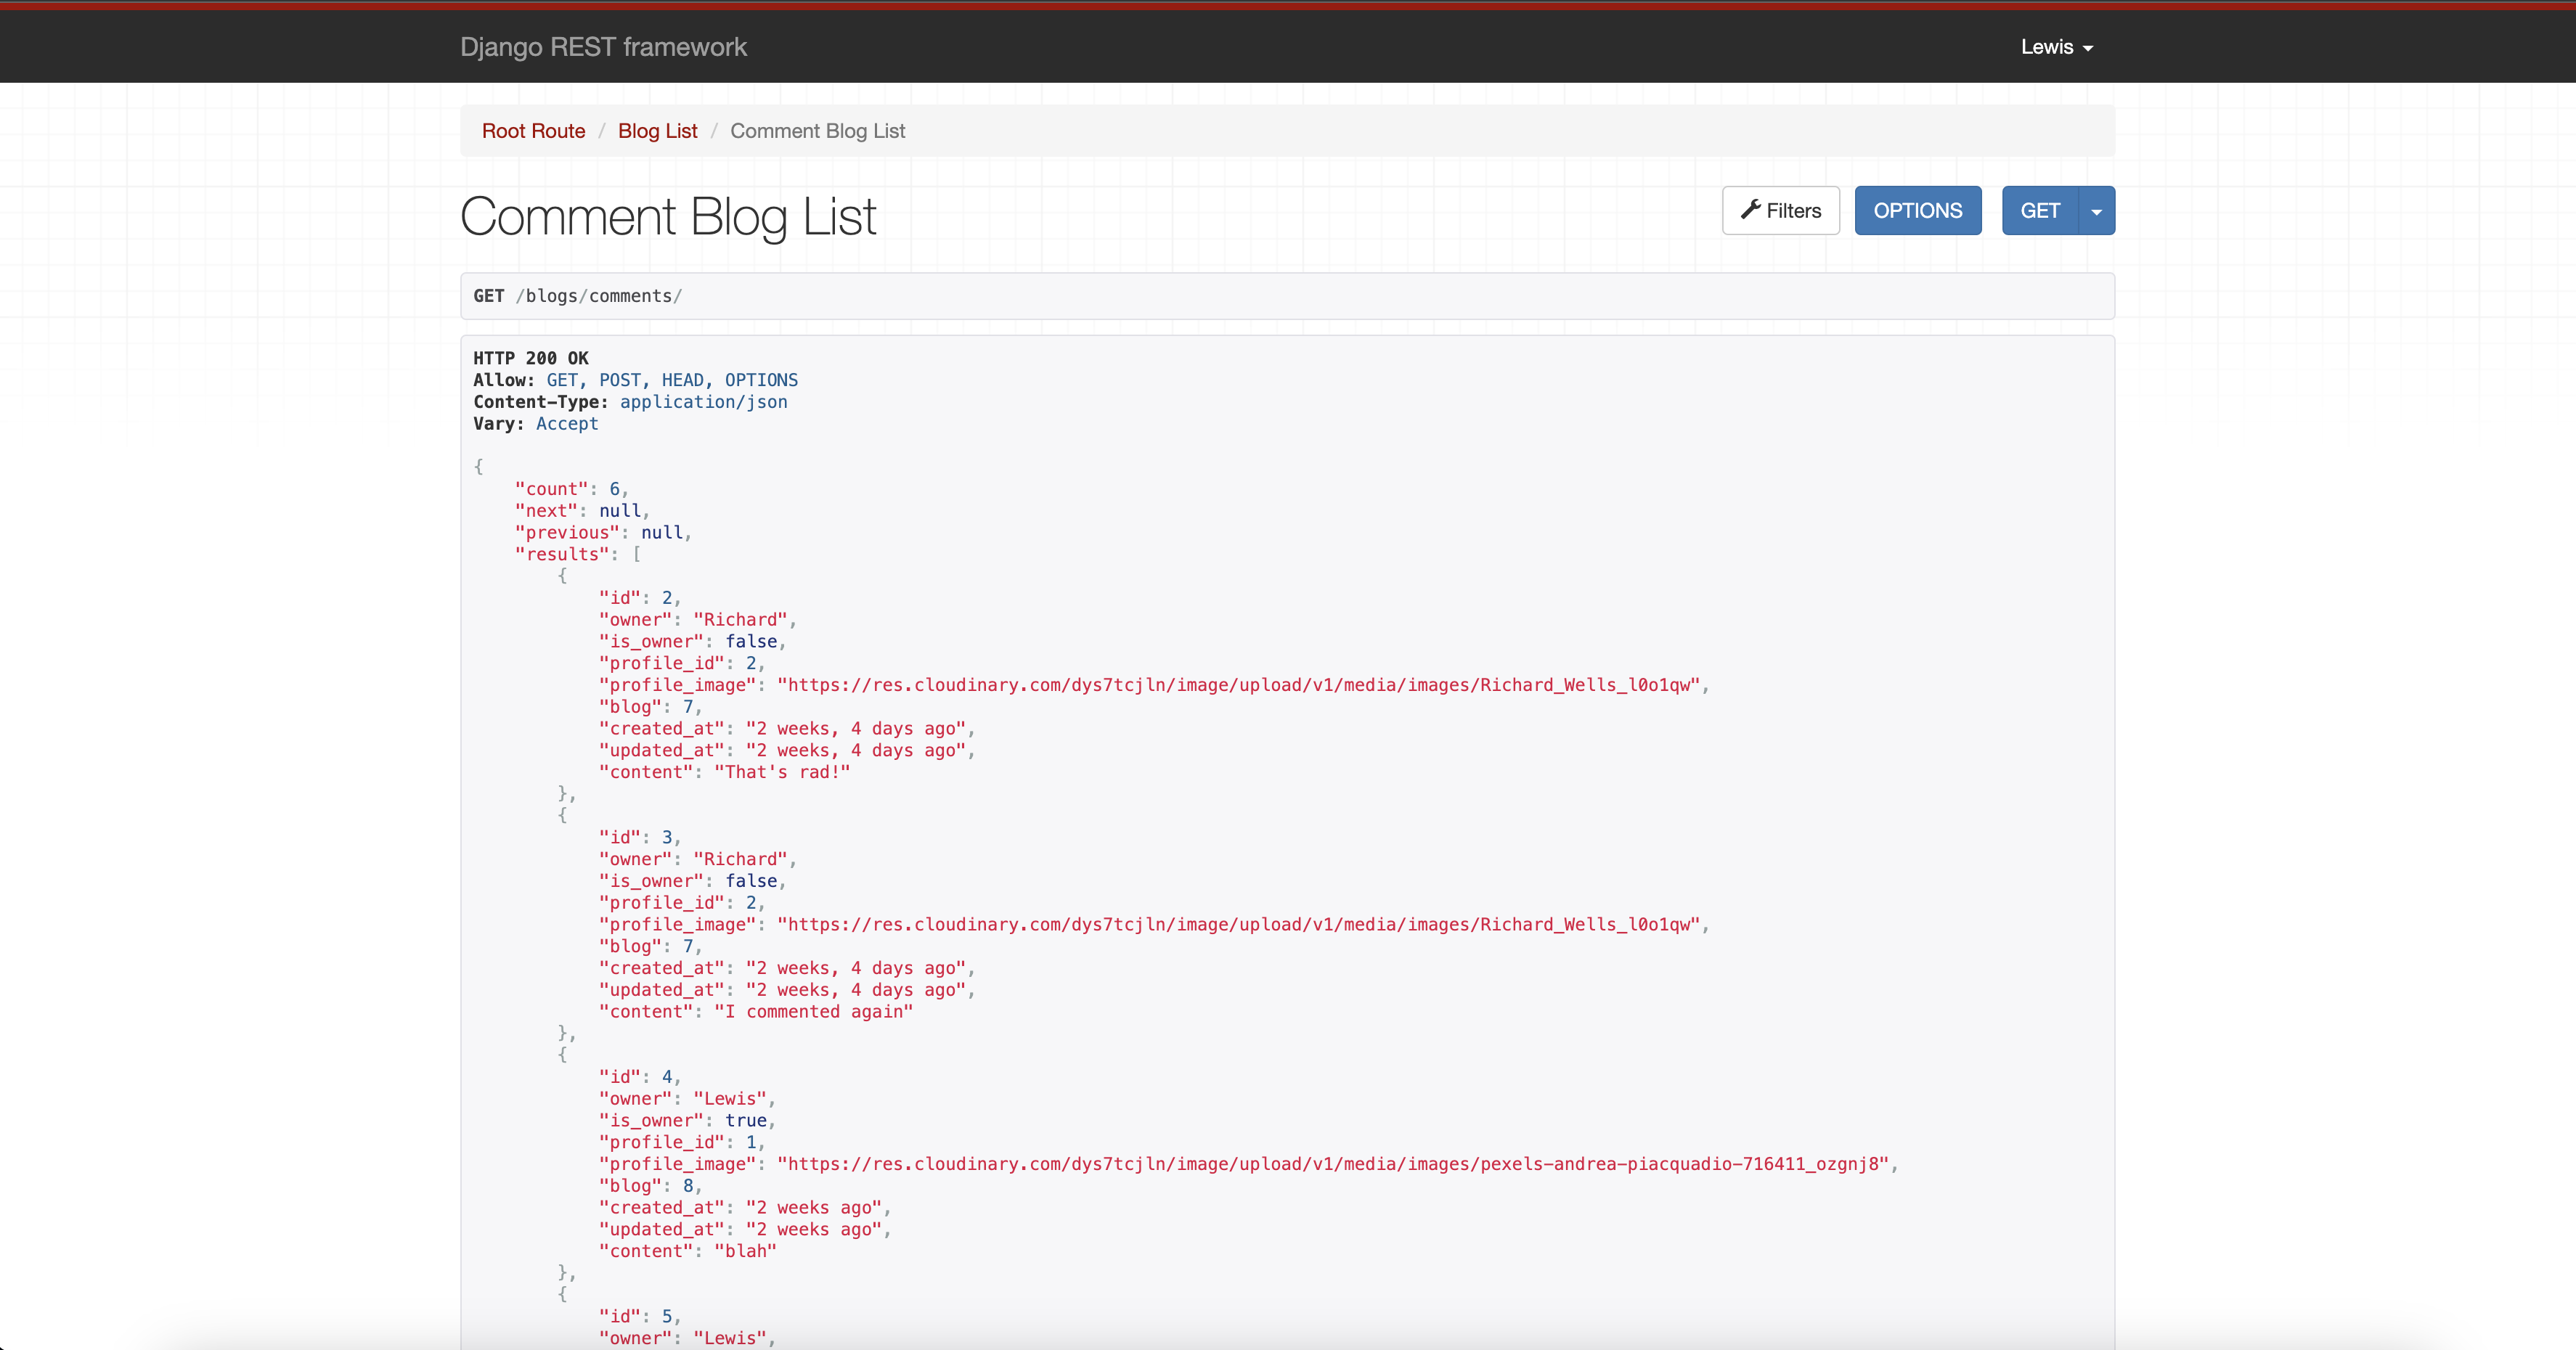 Django REST framework
Lewis
Root Route / Blog List / Comment Blog List
Comment Blog List
Filters
OPTIONS
GET
GET /blogs/comments/
HTTP 200 OK
Allow: GET, POST, HEAD, OPTIONS
Content-Type: application/json
Vary: Accept
{
    "count": 6,
    "next": null,
    "previous": null,
    "results": [
        {
            "id": 2,
            "owner": "Richard",
            "is_owner": false,
            "profile_id": 2,
            "profile_image": "https://res.cloudinary.com/dys7tcjln/image/upload/v1/media/images/Richard_Wells_l0o1qw",
            "blog": 7,
            "created_at": "2 weeks, 4 days ago",
            "updated_at": "2 weeks, 4 days ago",
            "content": "That's rad!"
        },
        {
            "id": 3,
            "owner": "Richard",
            "is_owner": false,
            "profile_id": 2,
            "profile_image": "https://res.cloudinary.com/dys7tcjln/image/upload/v1/media/images/Richard_Wells_l0o1qw",
            "blog": 7,
            "created_at": "2 weeks, 4 days ago",
            "updated_at": "2 weeks, 4 days ago",
            "content": "I commented again"
        },
        {
            "id": 4,
            "owner": "Lewis",
            "is_owner": true,
            "profile_id": 1,
            "profile_image": "https://res.cloudinary.com/dys7tcjln/image/upload/v1/media/images/pexels-andrea-piacquadio-716411_ozgnj8",
            "blog": 8,
            "created_at": "2 weeks ago",
            "updated_at": "2 weeks ago",
            "content": "blah"
        },
        {
            "id": 5,
            "owner": "Lewis",